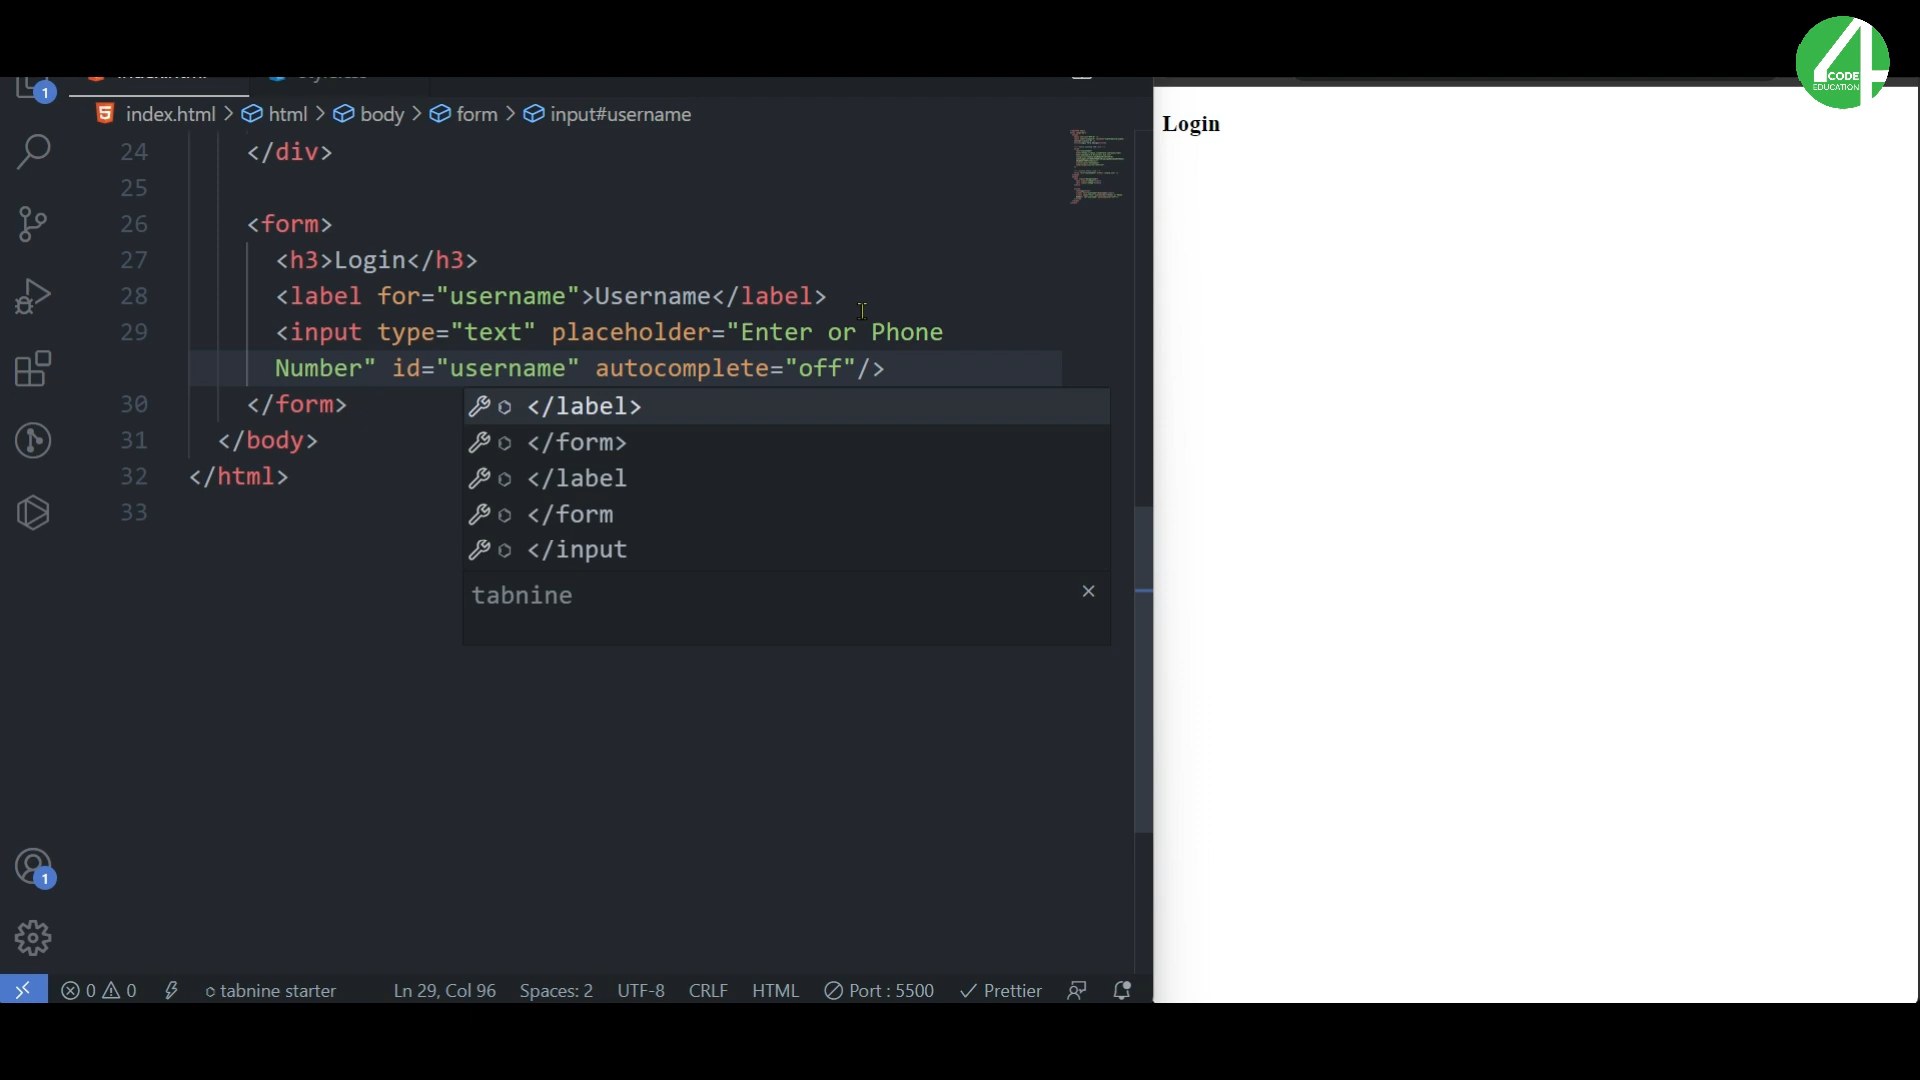 4
CODE
EDUCATION
1
index.html > html > body > form > input#username
24 </div>
25
26 <form>
27 <h3>Login</h3>
28 <label for="username">Username</label>
29 <input type="text" placeholder="Enter or Phone
Number" id="username" autocomplete="off"/>
30 </form>
31 </body>
32 </html>
33
</label>
</form>
</label
</form
</input
tabnine
1
0 0 tabnine starter Ln 29, Col 96 Spaces: 2 UTF-8 CRLF HTML Port : 5500 Prettier
Login